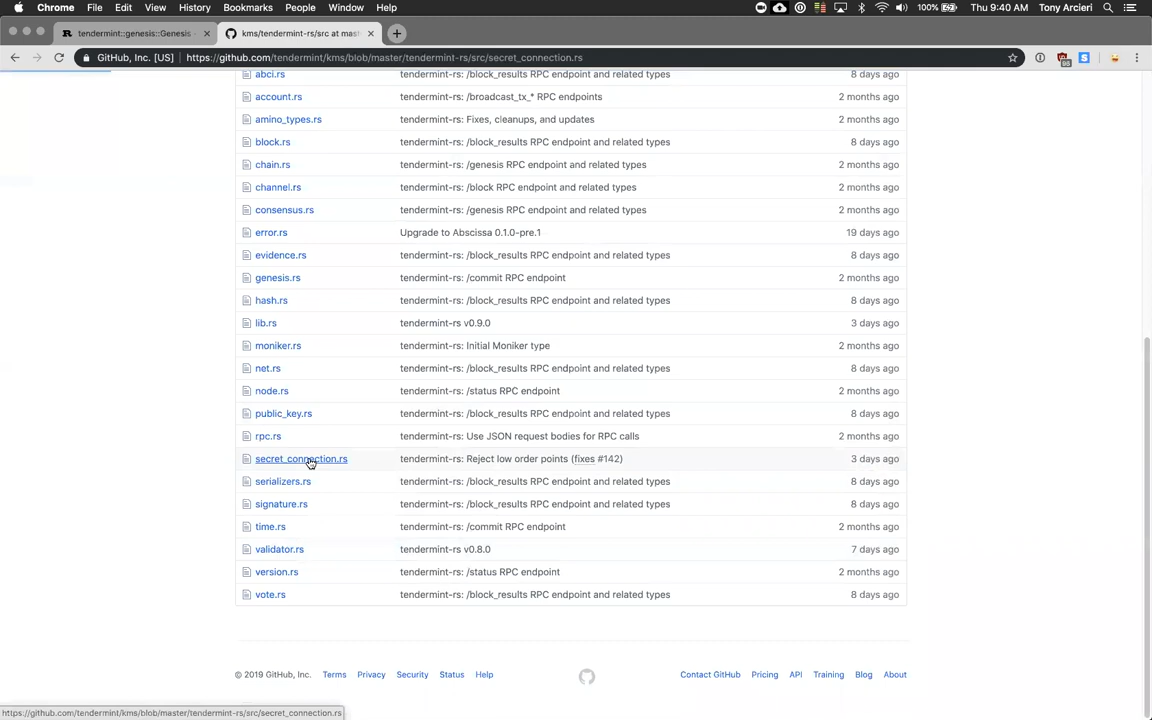 Chrome File Edit View History Bookmarks People Window Help 100% Thu 9:40 AM Tony Arcieri
tendermint::genesis::Genesis
kms/tendermint-rs/src at mast
GitHub, Inc. [US] https://github.com/tendermint/kms/blob/master/tendermint-rs/src/secret_connection.rs
abci.rs tendermint-rs: /block_results RPC endpoint and related types 8 days ago
account.rs tendermint-rs: /broadcast_tx_* RPC endpoints 2 months ago
amino_types.rs tendermint-rs: Fixes, cleanups, and updates 2 months ago
block.rs tendermint-rs: /block_results RPC endpoint and related types 8 days ago
chain.rs tendermint-rs: /genesis RPC endpoint and related types 2 months ago
channel.rs tendermint-rs: /block RPC endpoint and related types 2 months ago
consensus.rs tendermint-rs: /genesis RPC endpoint and related types 2 months ago
error.rs Upgrade to Abscissa 0.1.0-pre.1 19 days ago
evidence.rs tendermint-rs: /block_results RPC endpoint and related types 8 days ago
genesis.rs tendermint-rs: /commit RPC endpoint 2 months ago
hash.rs tendermint-rs: /block_results RPC endpoint and related types 8 days ago
lib.rs tendermint-rs v0.9.0 3 days ago
moniker.rs tendermint-rs: Initial Moniker type 2 months ago
net.rs tendermint-rs: /block_results RPC endpoint and related types 8 days ago
node.rs tendermint-rs: /status RPC endpoint 2 months ago
public_key.rs tendermint-rs: /block_results RPC endpoint and related types 8 days ago
rpc.rs tendermint-rs: Use JSON request bodies for RPC calls 2 months ago
secret_connection.rs tendermint-rs: Reject low order points (fixes #142) 3 days ago
serializers.rs tendermint-rs: /block_results RPC endpoint and related types 8 days ago
signature.rs tendermint-rs: /block_results RPC endpoint and related types 8 days ago
time.rs tendermint-rs: /commit RPC endpoint 2 months ago
validator.rs tendermint-rs v0.8.0 7 days ago
version.rs tendermint-rs: /status RPC endpoint 2 months ago
vote.rs tendermint-rs: /block_results RPC endpoint and related types 8 days ago
© 2019 GitHub, Inc. Terms Privacy Security Status Help Contact GitHub Pricing API Training Blog About
https://github.com/tendermint/kms/blob/master/tendermint-rs/src/secret_connection.rs